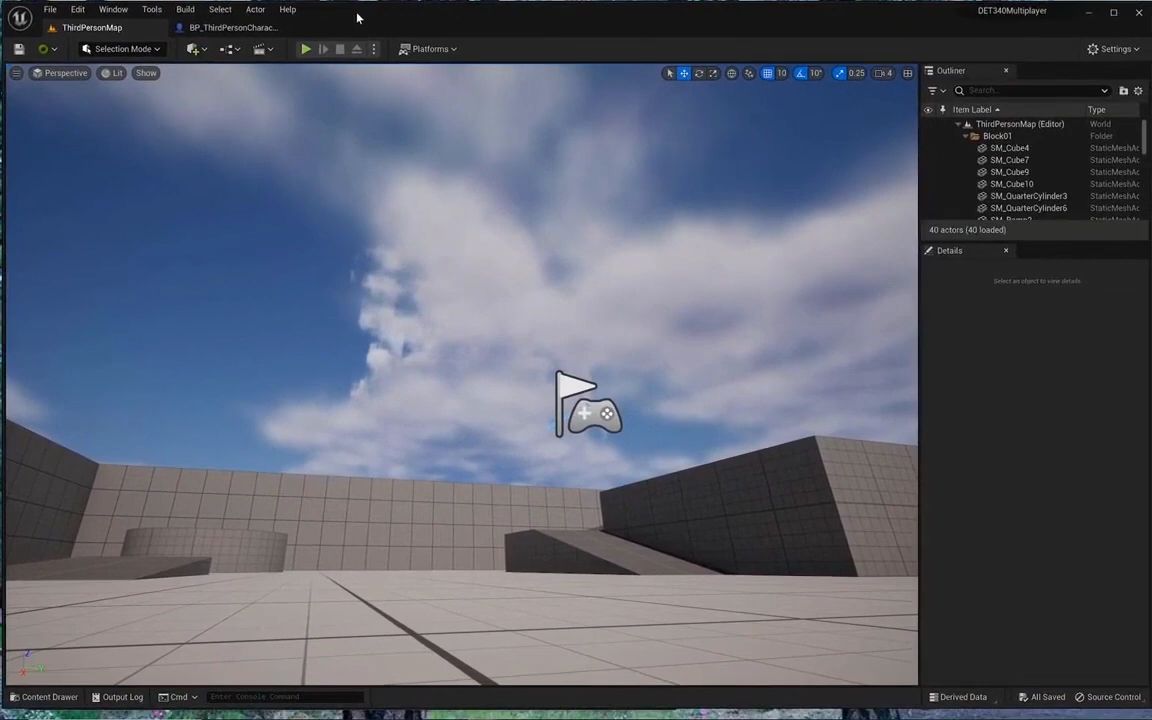 File Edit Window Tools Build Select Actor Help
DET340Multiplayer
ThirdPersonMap
BP_ThirdPersonCharac...
Selection Mode
Platforms
Settings
Perspective Lit Show
10 10° 0.25 4
Outliner
Search...
Item Label Type
ThirdPersonMap (Editor) World
Block01 Folder
SM_Cube4 StaticMeshAc
SM_Cube7 StaticMeshAc
SM_Cube9 StaticMeshAc
SM_Cube10 StaticMeshAc
SM_QuarterCylinder3 StaticMeshAc
SM_QuarterCylinder6 StaticMeshAc
40 actors (40 loaded)
Details
Select an object to view details.
Z
Y
X
Content Drawer Output Log Cmd Enter Console Command
Derived Data All Saved Source Control